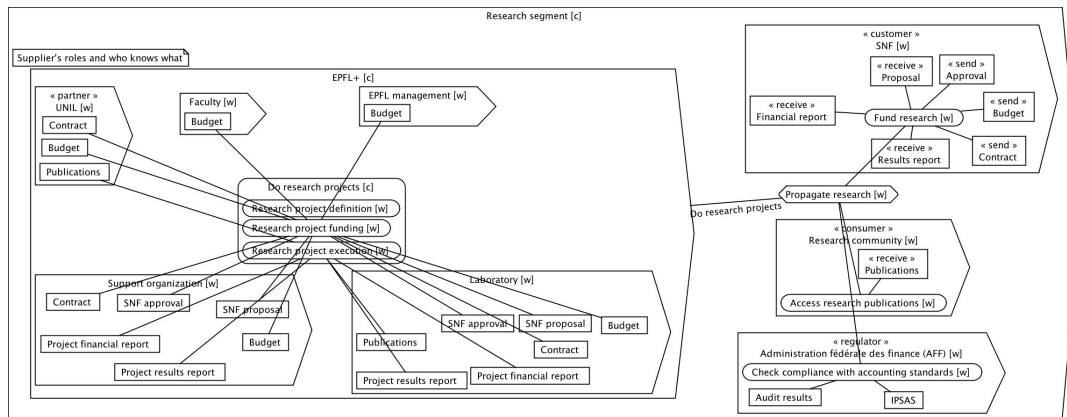 Research segment [c]
Supplier's roles and who knows what
EPFL+ [c]
« partner »
UNIL [w]
Contract
Budget
Publications
Faculty [w]
Budget
EPFL management [w]
Budget
Do research projects [c]
Research project definition [w]
Research project funding [w]
Research project execution [w]
Support organization [w]
Contract
SNF approval
SNF proposal
Project financial report
Budget
Project results report
Laboratory [w]
SNF approval
SNF proposal
Budget
Publications
Contract
Project results report
Project financial report
Do research projects
Propagate research [w]
« customer »
SNF [w]
« receive »
Proposal
« send »
Approval
« receive »
Financial report
Fund research [w]
« send »
Budget
« receive »
Results report
« send »
Contract
« consumer »
Research community [w]
« receive »
Publications
Access research publications [w]
« regulator »
Administration fédérale des finance (AFF) [w]
Check compliance with accounting standards [w]
Audit results
IPSAS